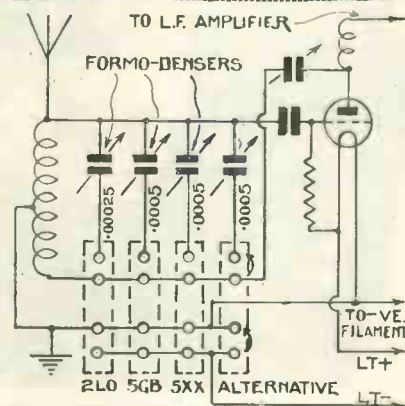 TO L.F. AMPLIFIER
FORMO-DENSERS
.00025
.0005
.0005
.0005
TO-VE.
FILAMENT
LT+
LT-
2LO 5GB 5XX ALTERNATIVE